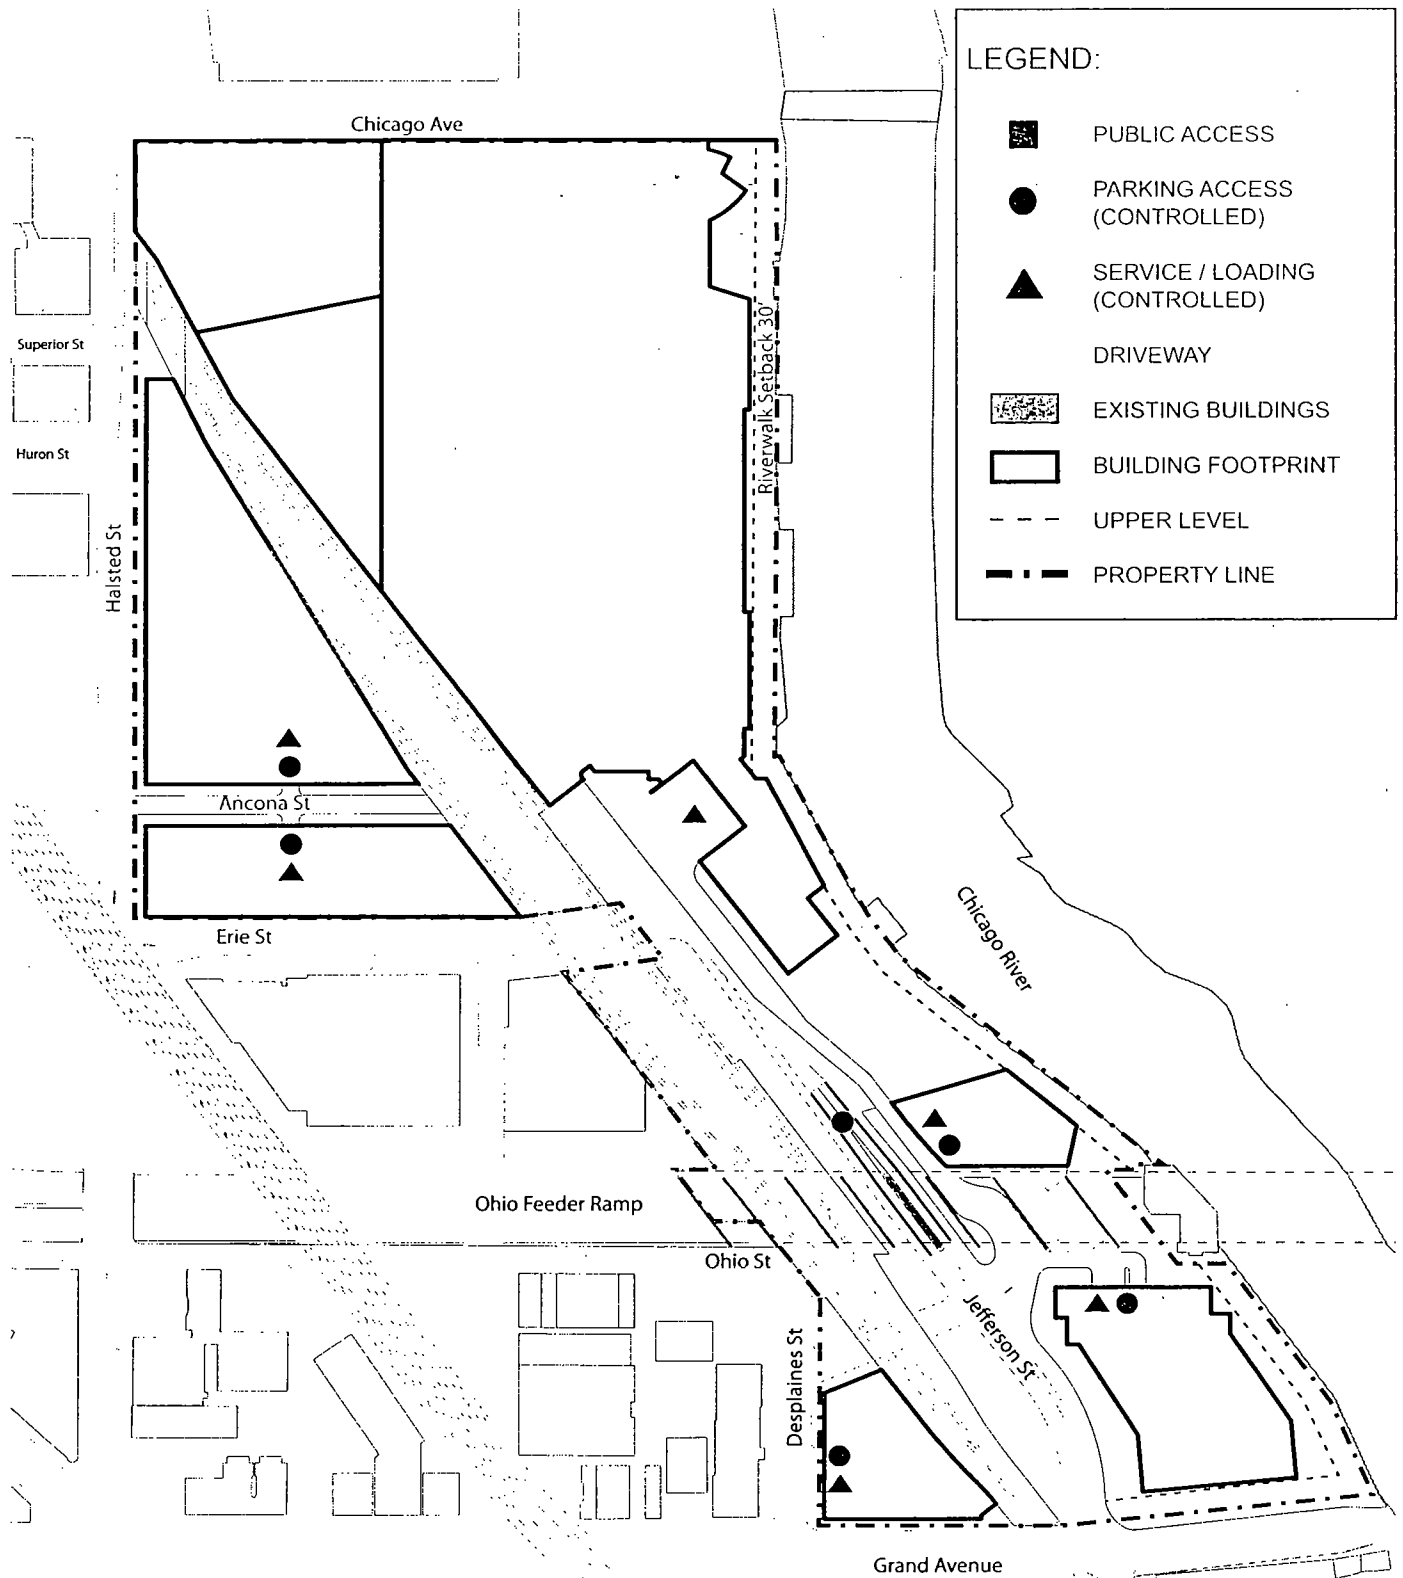 LEGEND:
PUBLIC ACCESS
PARKING ACCESS
(CONTROLLED)
SERVICE / LOADING
(CONTROLLED)
DRIVEWAY
EXISTING BUILDINGS
BUILDING FOOTPRINT
UPPER LEVEL
PROPERTY LINE
Chicago Ave
Superior St
Huron St
Halsted St
Riverwalk Setback 30'
Ancona St
Erie St
Chicago River
Ohio Feeder Ramp
Ohio St
Jefferson St
Desplaines St
Grand Avenue